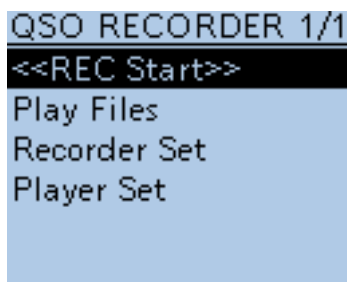 QSO RECORDER 1/1
<<REC Start>>
Play Files
Recorder Set
Player Set